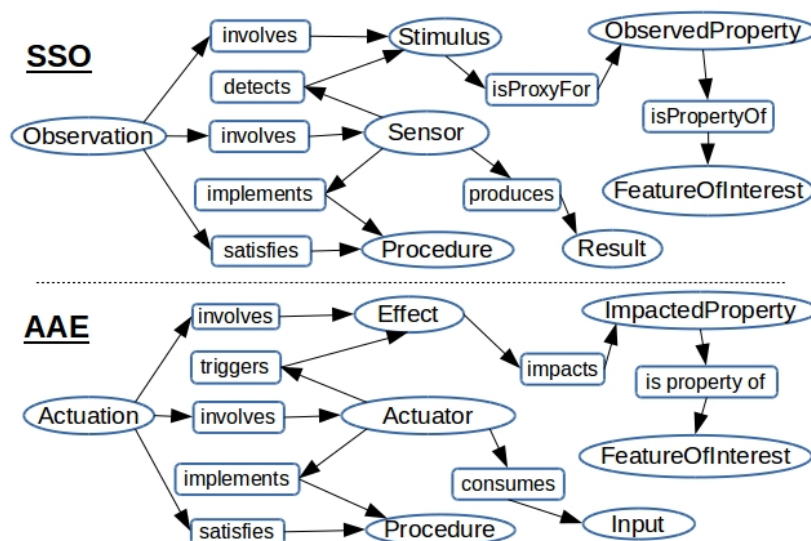 SSO
involves
Stimulus
ObservedProperty
detects
isProxyFor
isPropertyOf
Observation
involves
Sensor
implements
produces
FeatureOfInterest
satisfies
Procedure
Result
AAE
involves
Effect
ImpactedProperty
triggers
impacts
is property of
Actuation
involves
Actuator
FeatureOfInterest
implements
consumes
satisfies
Procedure
Input